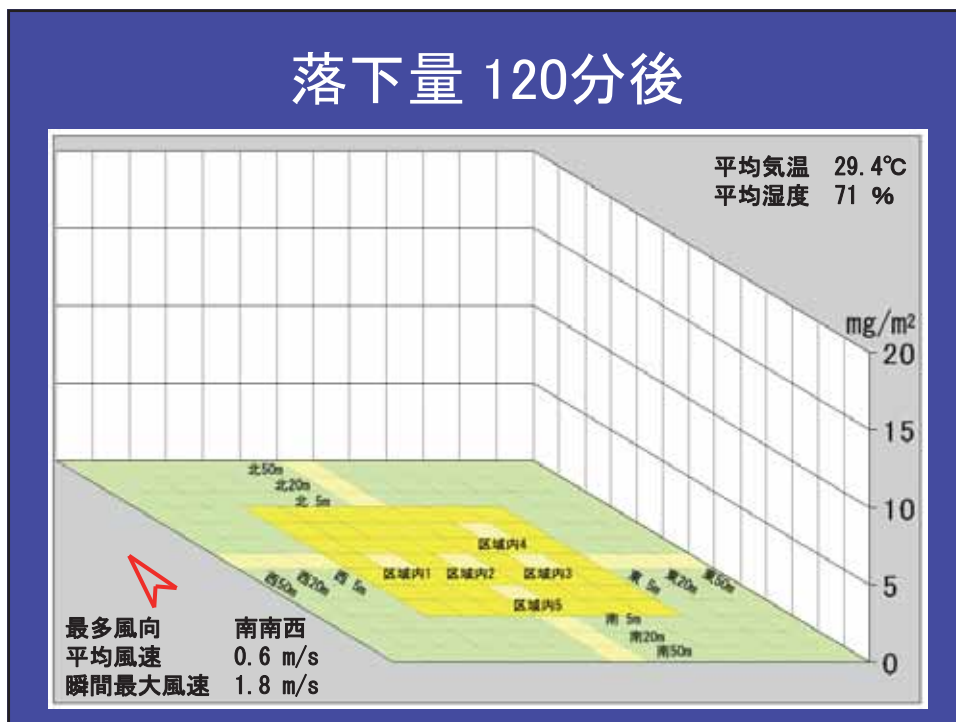 落下量 120分後
平均気温 29.4℃
平均湿度 71 %
mg/m²
20
15
10
5
0
北50m
北20m
北 5m
区域内4
区域内1 区域内2 区域内3
区域内5
西50m 西20m 西 5m
東 5m 東20m 東50m
南 5m
南20m
南50m
最多風向 南南西
平均風速 0.6 m/s
瞬間最大風速 1.8 m/s